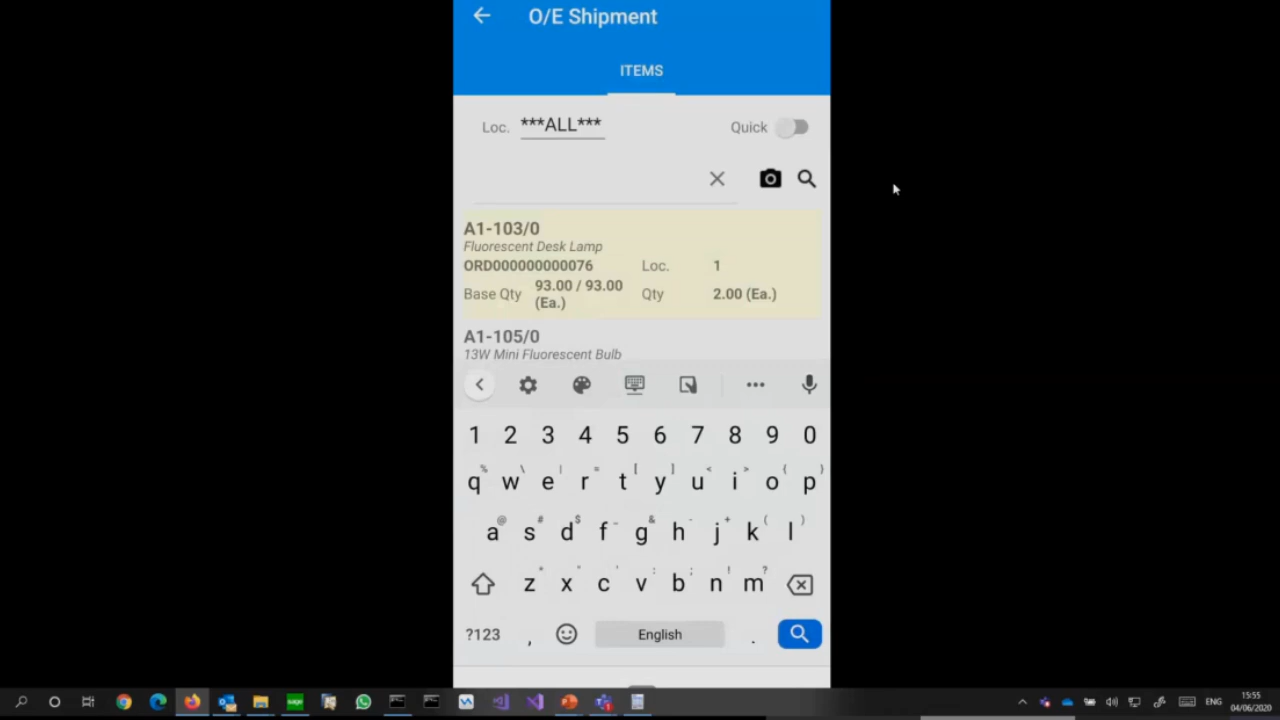 O/E Shipment
ITEMS
Loc. ***ALL*** Quick
A1-103/0
Fluorescent Desk Lamp
ORD000000000076 Loc. 1
Base Qty 93.00 / 93.00 (Ea.) Qty 2.00 (Ea.)
A1-105/0
13W Mini Fluorescent Bulb
1 2 3 4 5 6 7 8 9 0
% \ | = [ ] < > { }
q w e r t y u i o p
@ # $ - & - + ( )
a s d f g h j k l
* " ' : ; ! ?
z x c v b n m
?123 , English .
sage
ENG
15:55
04/06/2020